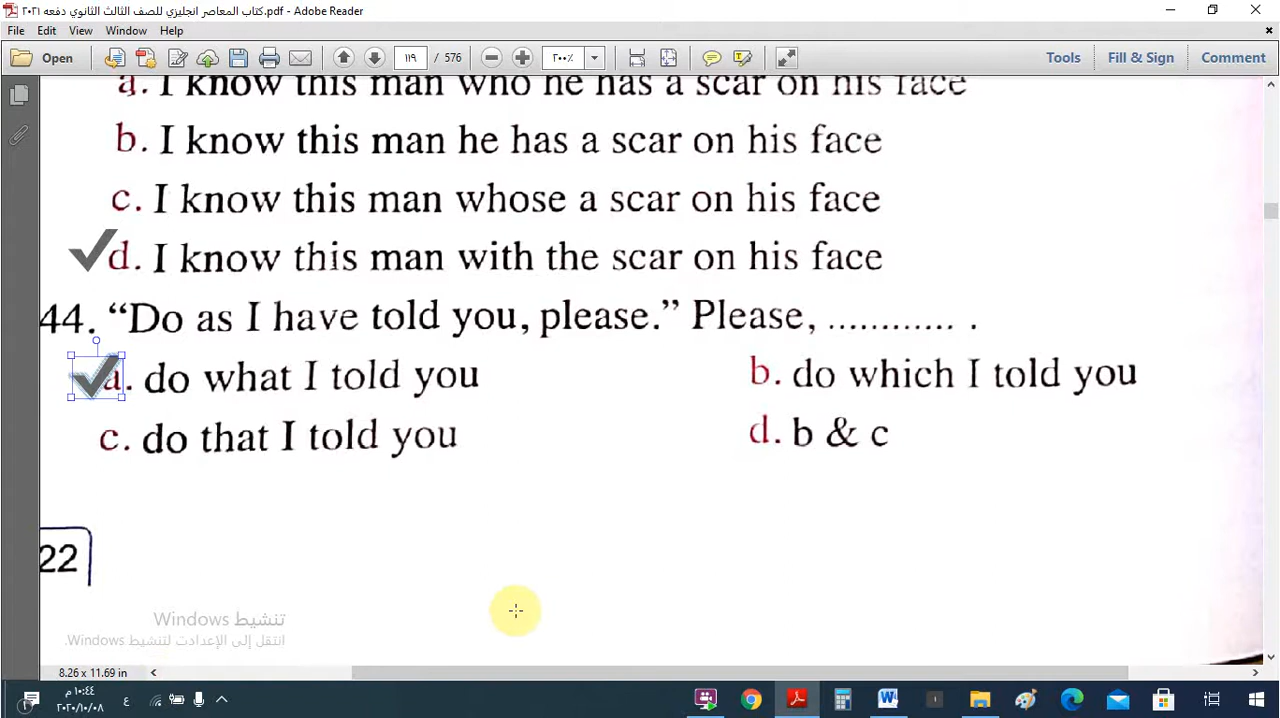 كتاب المعاصر انجليزي للصف الثالث الثانوي دفعه ٢٠٢١.pdf - Adobe Reader
File Edit View Window Help
Open ١١٩ / 576 ٢٠٠٪ Tools Fill & Sign Comment
a. I know this man who he has a scar on his face
b. I know this man he has a scar on his face
c. I know this man whose a scar on his face
d. I know this man with the scar on his face
44. “Do as I have told you, please.” Please, ............ .
a. do what I told you b. do which I told you
c. do that I told you d. b & c
22
تنشيط Windows
انتقل إلى الإعدادت لتنشيط Windows.
8.26 x 11.69 in
١٠:٤٤ م
٢٠٢٠/١٠/٠٨
ع